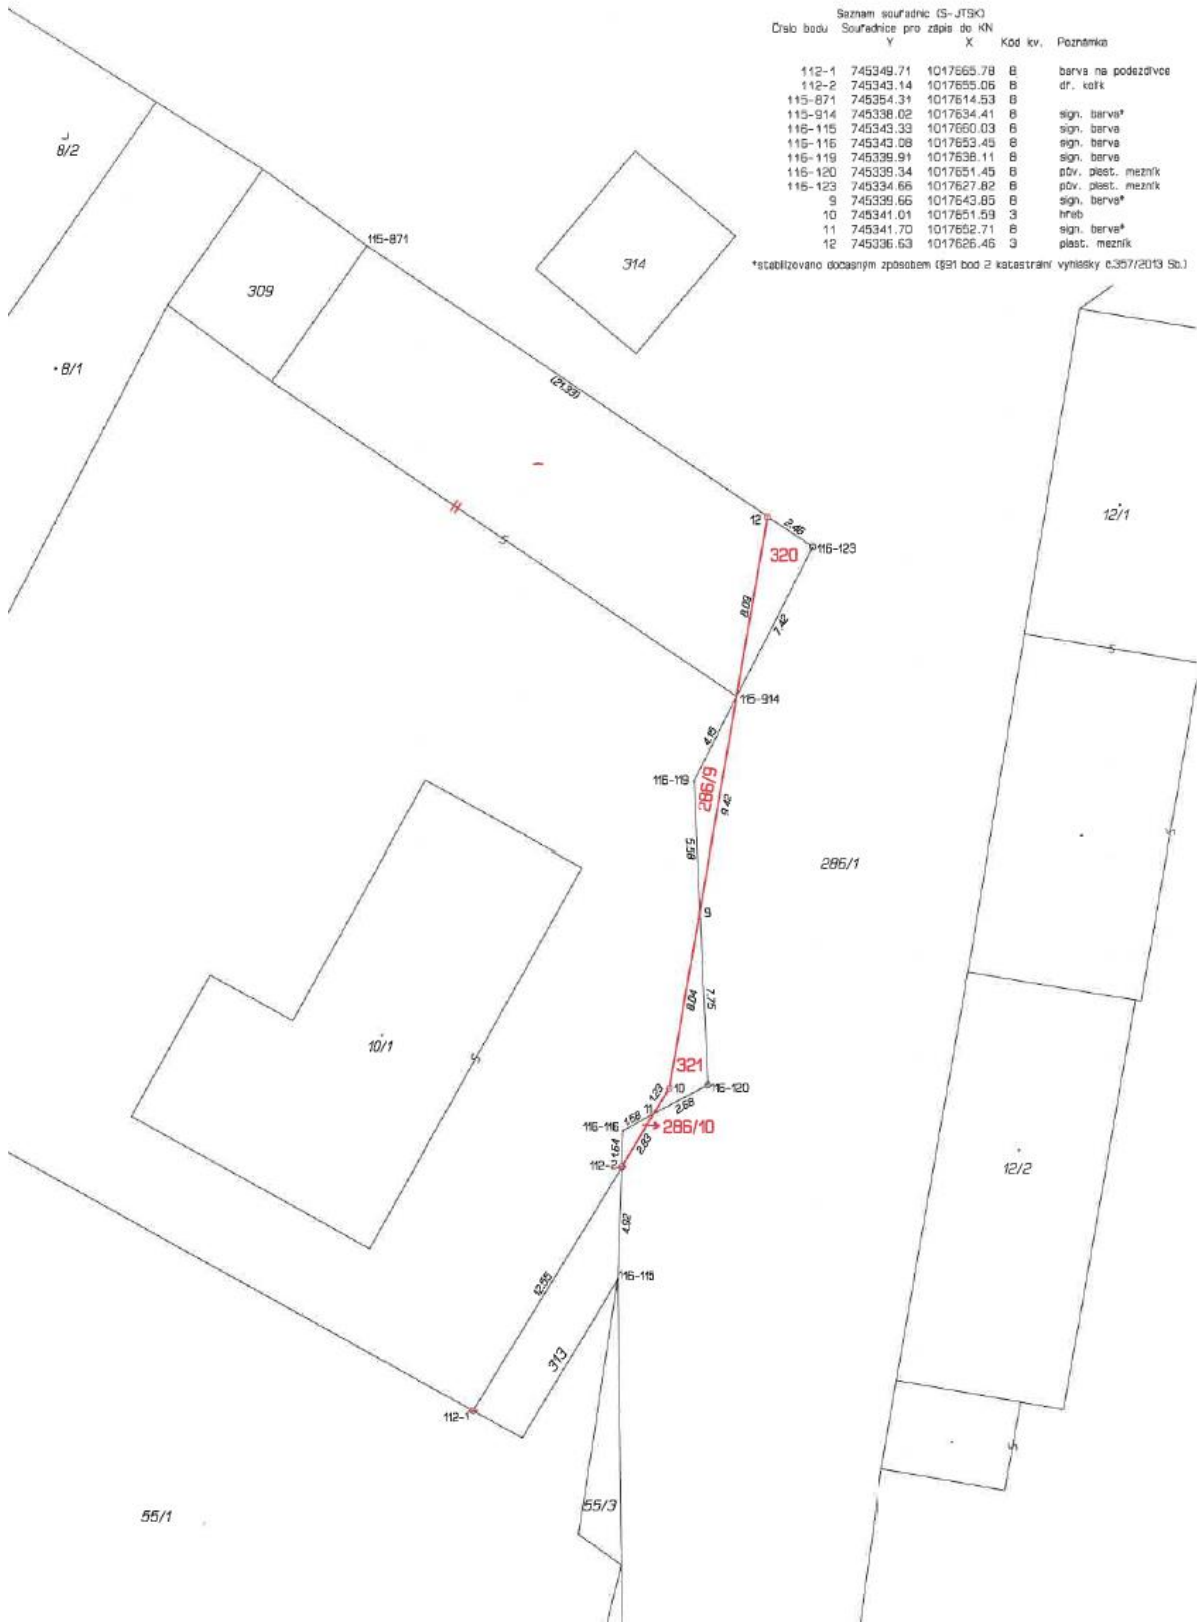 Seznam souřadnic (S-JTSK)
Číslo bodu Souřadnice pro zápis do KN
Y X Kód kv. Poznámka
112-1 745349.71 1017665.78 8 barva na podezdívce
112-2 745343.14 1017655.06 8 dř. kolík
115-871 745354.31 1017614.53 8
115-914 745338.02 1017634.41 8 sign. barva*
116-115 745343.33 1017660.03 8 sign. barva
116-116 745343.08 1017653.45 8 sign. barva
116-119 745339.91 1017638.11 8 sign. barva
116-120 745339.34 1017651.45 8 pův. plast. mezník
116-123 745334.66 1017627.82 8 pův. plast. mezník
9 745339.66 1017643.85 8 sign. barva*
10 745341.01 1017651.59 3 hřeb
11 745341.70 1017652.71 8 sign. barva*
12 745336.63 1017626.46 3 plast. mezník
*stabilizováno dočasným způsobem (§91 bod 2 katastrální vyhlášky č.357/2013 Sb.)
8/2
115-871
314
309
8/1
(21.33)
12/1
12
2.46
116-123
320
8.09
7.42
115-914
4.15
116-119
286/9
9.42
5.58
286/1
9
8.04
7.75
10/1
321
10
116-120
1.23
2.68
11
1.58
116-116
286/10
1.64
2.83
112-2
12/2
4.92
116-115
12.55
313
112-1
55/3
55/1